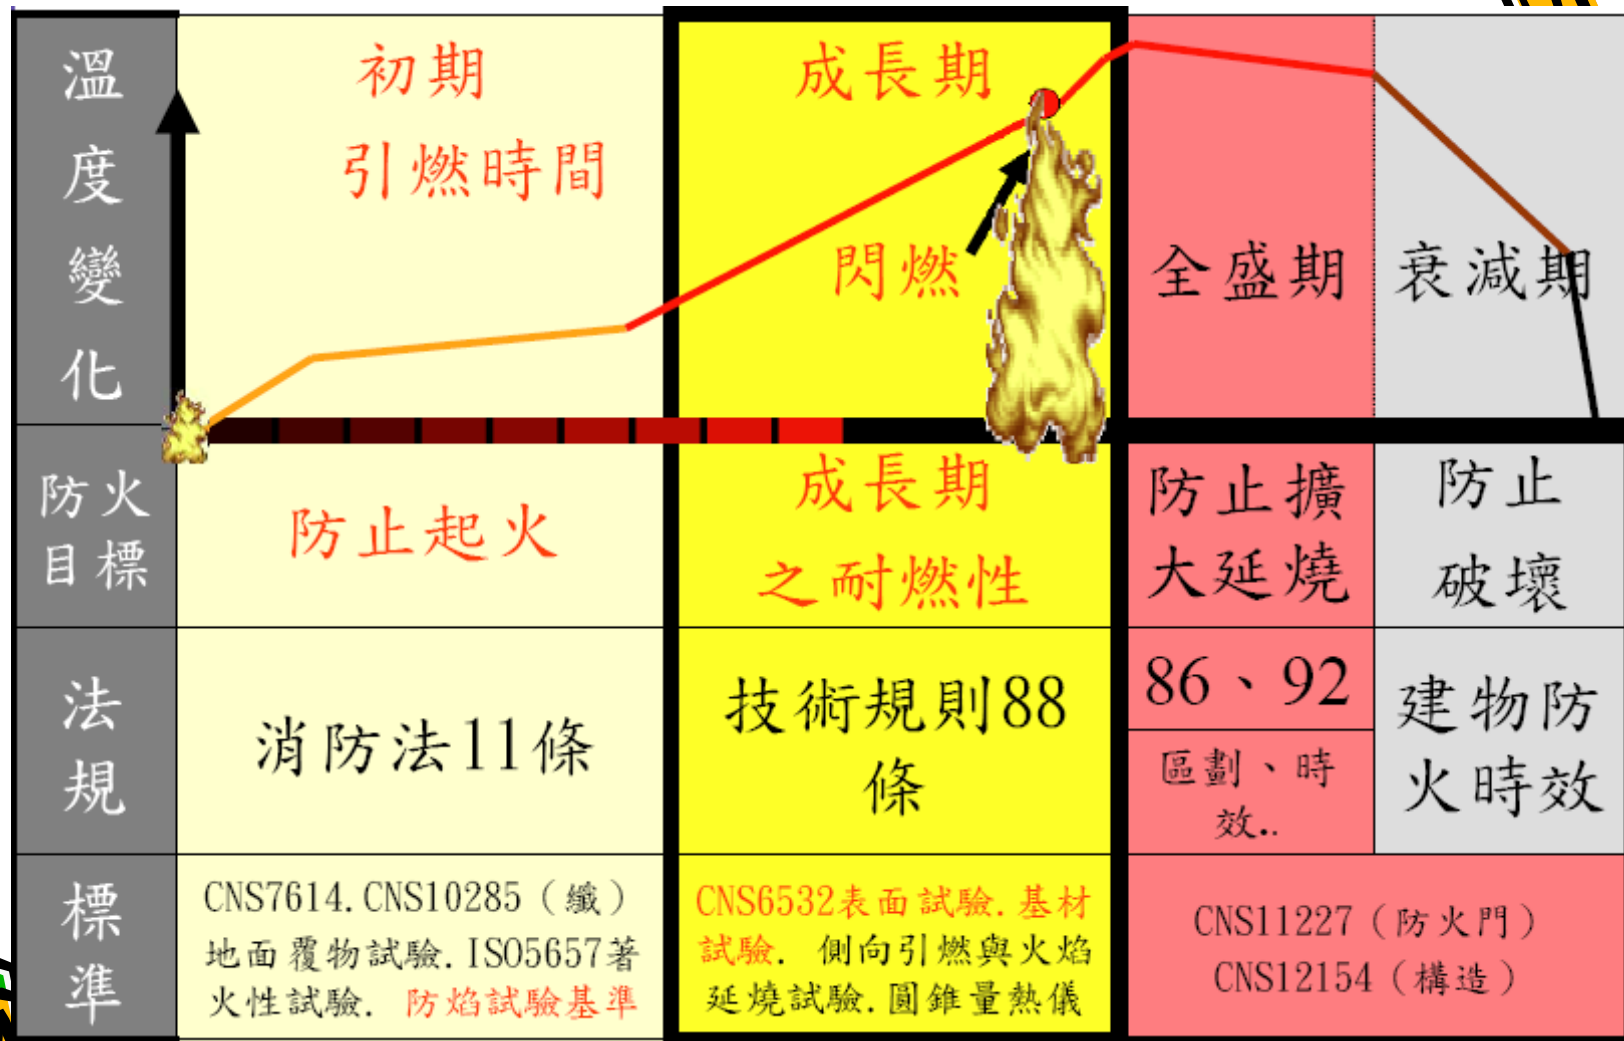 溫度變化
初期
引燃時間
成長期
閃燃
全盛期
衰減期
防火
目標
防止起火
成長期
之耐燃性
防止擴
大延燒
防止
破壞
法規
消防法11條
技術規則88
條
86、92
區劃、時
效..
建物防
火時效
標準
CNS7614.CNS10285（纖）
地面覆物試驗.ISO5657著
火性試驗. 防焰試驗基準
CNS6532表面試驗.基材
試驗. 側向引燃與火焰
延燒試驗.圓錐量熱儀
CNS11227（防火門）
CNS12154（構造）